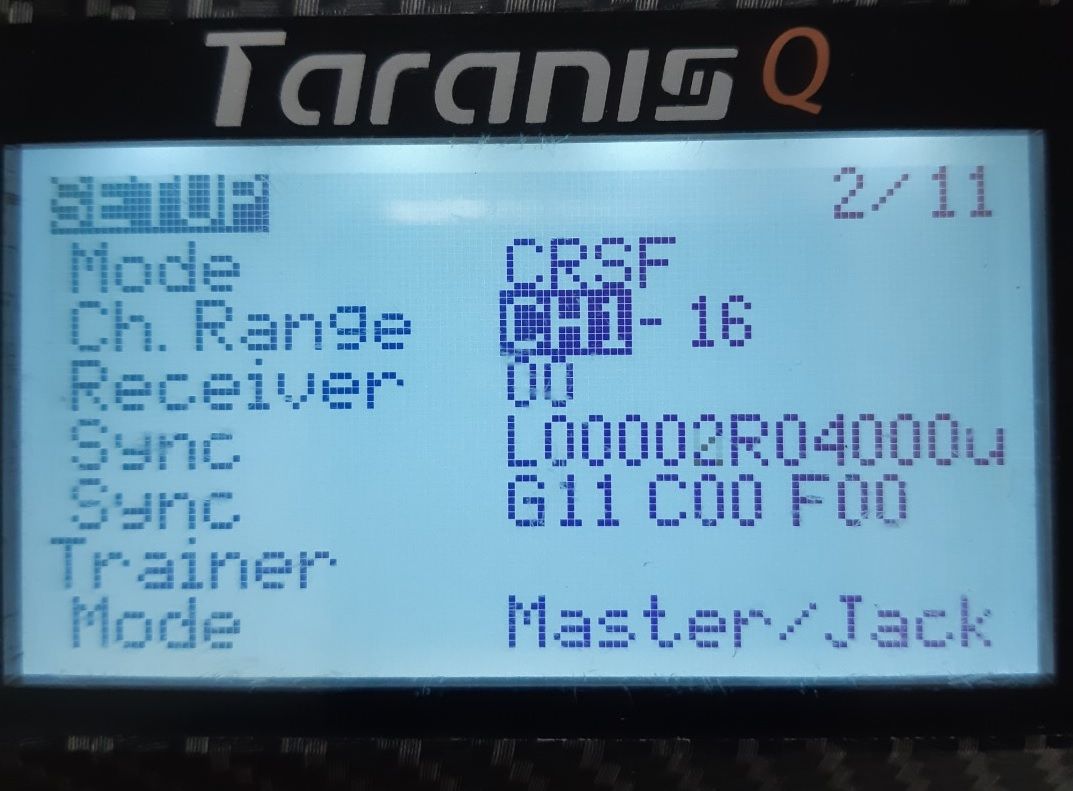 Taranis Q
SETUP 2/11
Mode CRSF
Ch. Range CH1- 16
Receiver 00
Sync L00002R04000u
Sync G11 C00 F00
Trainer
Mode Master/Jack